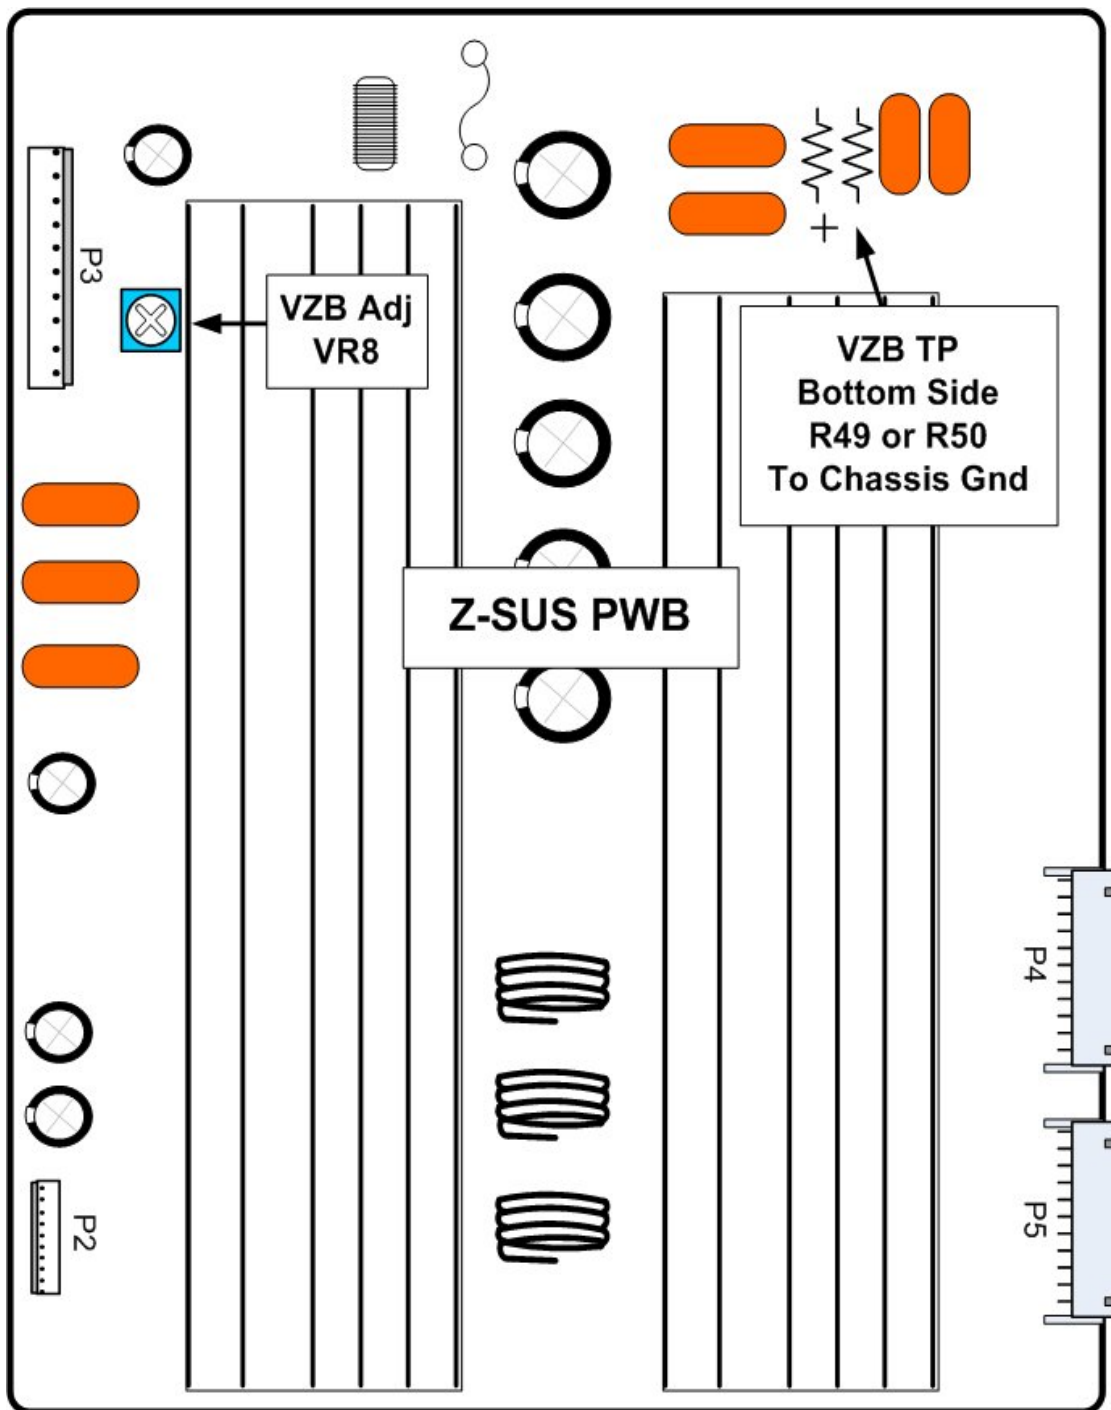 P3
VZB Adj
VR8
VZB TP
Bottom Side
R49 or R50
To Chassis Gnd
+
Z-SUS PWB
P4
P2
P5